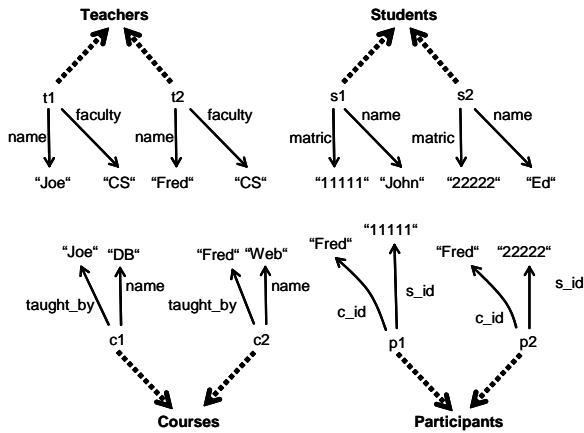 Teachers Students
t1 t2 s1 s2
name faculty name faculty matric name matric name
“Joe“ “CS“ “Fred“ “CS“ “11111“ “John“ “22222“ “Ed“
“Joe“ “DB“ “Fred“ “Web“ “Fred“ “11111“ “Fred“ “22222“
taught_by name taught_by name c_id s_id c_id s_id
c1 c2 p1 p2
Courses Participants